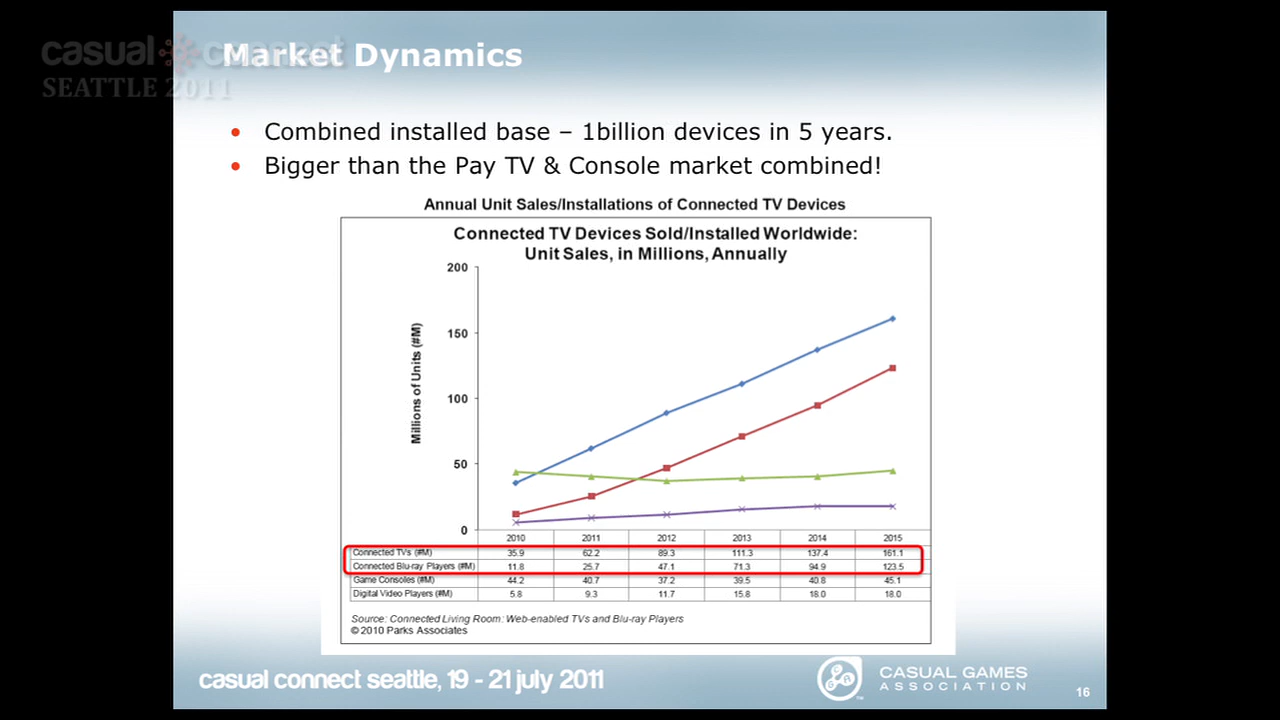 casual connect
SEATTLE 2011
Market Dynamics
• Combined installed base – 1billion devices in 5 years.
• Bigger than the Pay TV & Console market combined!
Annual Unit Sales/Installations of Connected TV Devices
Connected TV Devices Sold/Installed Worldwide:
Unit Sales, in Millions, Annually
Millions of Units (#M)
200
150
100
50
0
2010 2011 2012 2013 2014 2015
Connected TVs (#M) 35.9 62.2 89.3 111.3 137.4 161.1
Connected Blu-ray Players (#M) 11.8 25.7 47.1 71.3 94.9 123.5
Game Consoles (#M) 44.2 40.7 37.2 39.5 40.8 45.1
Digital Video Players (#M) 5.8 9.3 11.7 15.8 18.0 18.0
Source: Connected Living Room: Web-enabled TVs and Blu-ray Players
© 2010 Parks Associates
casual connect seattle, 19 - 21 july 2011
CGA
CASUAL GAMES
ASSOCIATION
TM
16